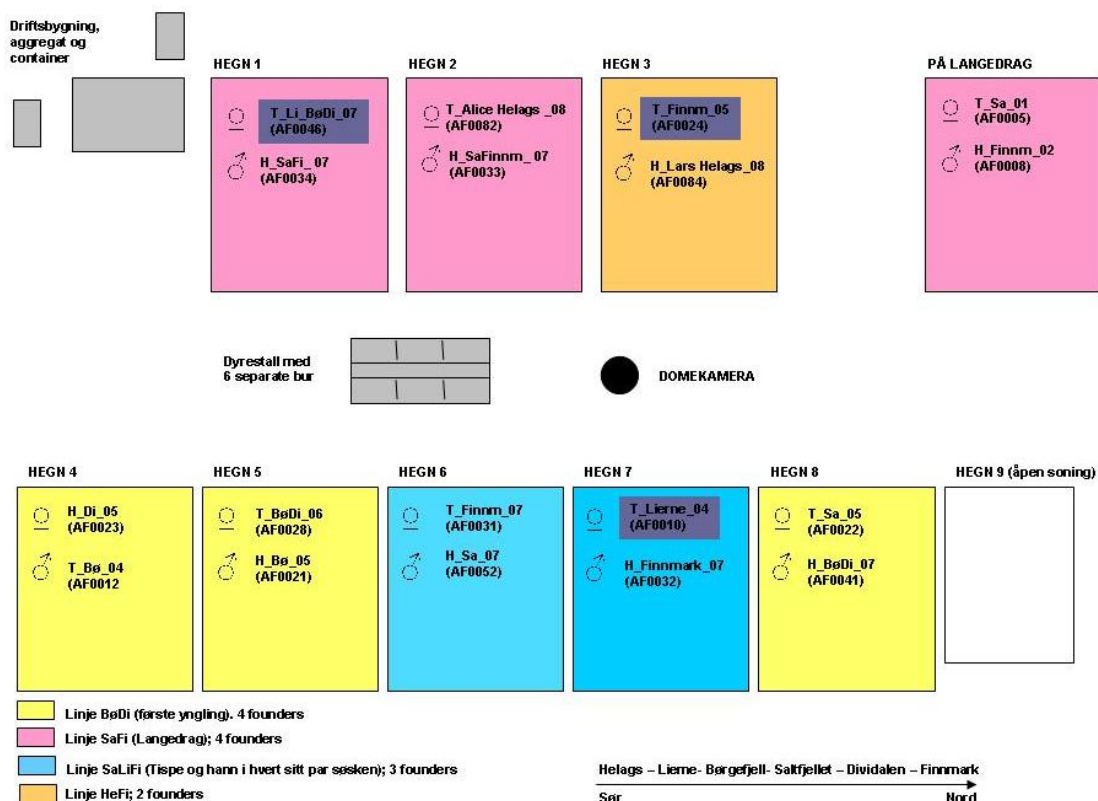 Driftsbygning,
aggregat og
container
HEGN 1
HEGN 2
HEGN 3
PÅ LANGEDRAG
T_Li_BøDi_07
(AF0046)
H_SaFi_ 07
(AF0034)
T_Alice Helags _08
(AF0082)
H_SaFinnm_ 07
(AF0033)
T_Finnm_05
(AF0024)
H_Lars Helags_08
(AF0084)
T_Sa_01
(AF0005)
H_Finnm_02
(AF0008)
Dyrestall med
6 separate bur
DOMEKAMERA
HEGN 4
HEGN 5
HEGN 6
HEGN 7
HEGN 8
HEGN 9 (åpen soning)
H_Di_05
(AF0023)
T_Bø_04
(AF0012
T_BøDi_06
(AF0028)
H_Bø_05
(AF0021)
T_Finnm_07
(AF0031)
H_Sa_07
(AF0052)
T_Lierne_04
(AF0010)
H_Finnmark_07
(AF0032)
T_Sa_05
(AF0022)
H_BøDi_07
(AF0041)
Linje BøDi (første yngling). 4 founders
Linje SaFi (Langedrag); 4 founders
Linje SaLiFi (Tispe og hann i hvert sitt par søsken); 3 founders
Linje HeFi; 2 founders
Helags – Lierne- Børgefjell- Saltfjellet – Dividalen – Finnmark
Sør
Nord